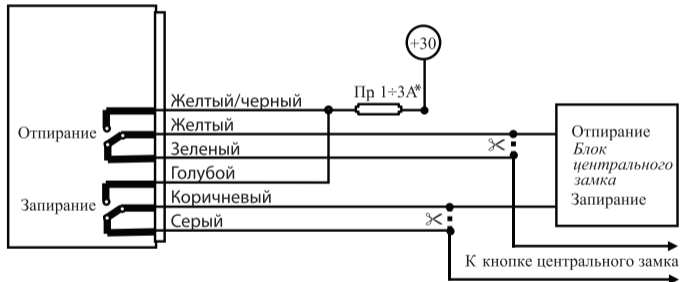 +30
Пр 1÷3А*
Желтый/черный
Отпирание
Желтый
Зеленый
Голубой
Запирание
Коричневый
Серый
Отпирание
Блок
центрального
замка
Запирание
К кнопке центрального замка